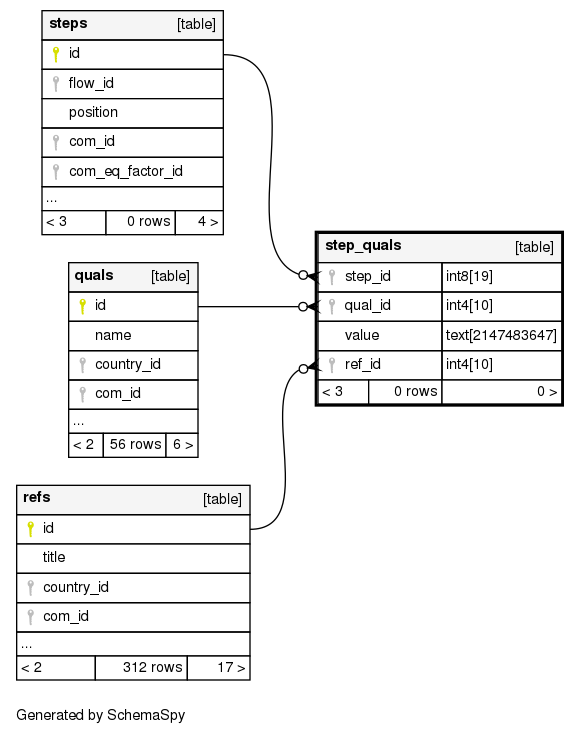 steps [table]
id
flow_id
position
com_id
com_eq_factor_id
...
< 3 0 rows 4 >
step_quals [table]
step_id int8[19]
qual_id int4[10]
value text[2147483647]
ref_id int4[10]
< 3 0 rows 0 >
quals [table]
id
name
country_id
com_id
...
< 2 56 rows 6 >
refs [table]
id
title
country_id
com_id
...
< 2 312 rows 17 >
Generated by SchemaSpy